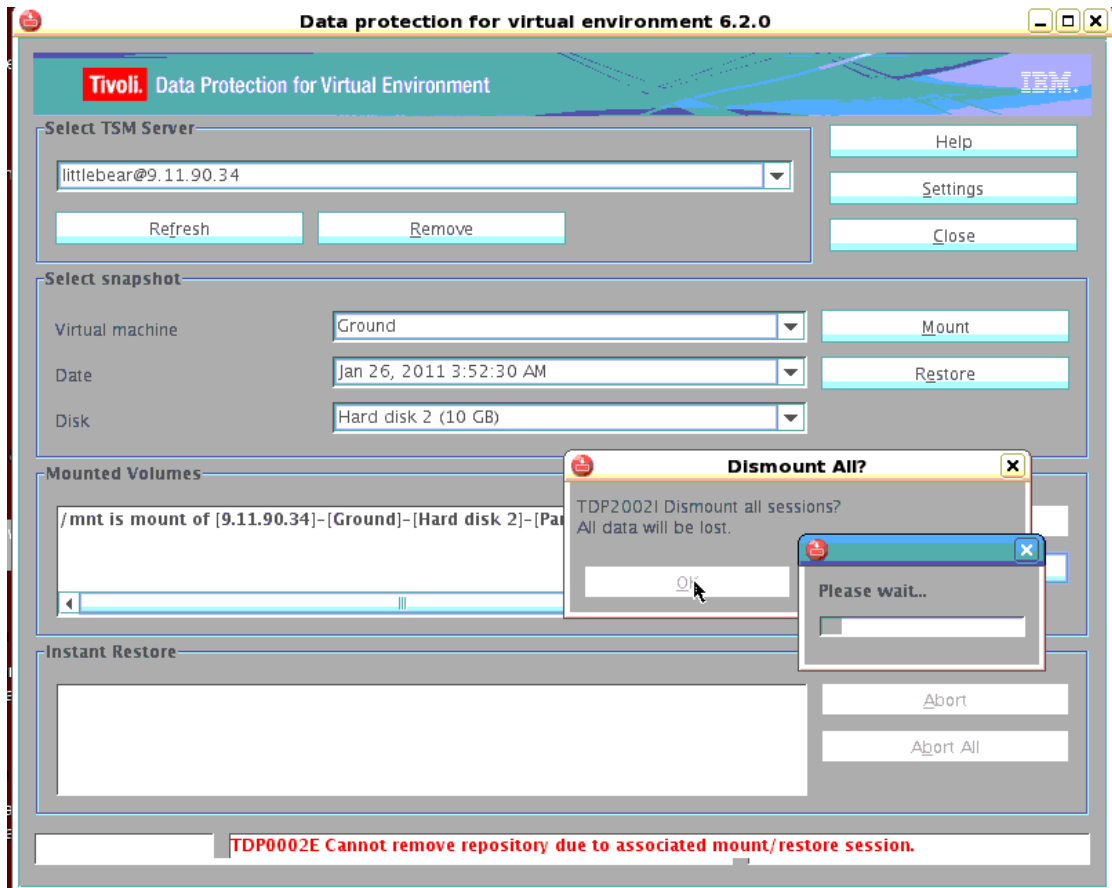 Data protection for virtual environment 6.2.0
Tivoli. Data Protection for Virtual Environment
IBM.
Select TSM Server
littlebear@9.11.90.34
Refresh
Remove
Help
Settings
Close
Select snapshot
Virtual machine
Ground
Mount
Date
Jan 26, 2011 3:52:30 AM
Restore
Disk
Hard disk 2 (10 GB)
Mounted Volumes
/mnt is mount of [9.11.90.34]-[Ground]-[Hard disk 2]-[Par
Dismount All?
TDP2002I Dismount all sessions?
All data will be lost.
OK
Please wait...
Instant Restore
Abort
Abort All
TDP0002E Cannot remove repository due to associated mount/restore session.